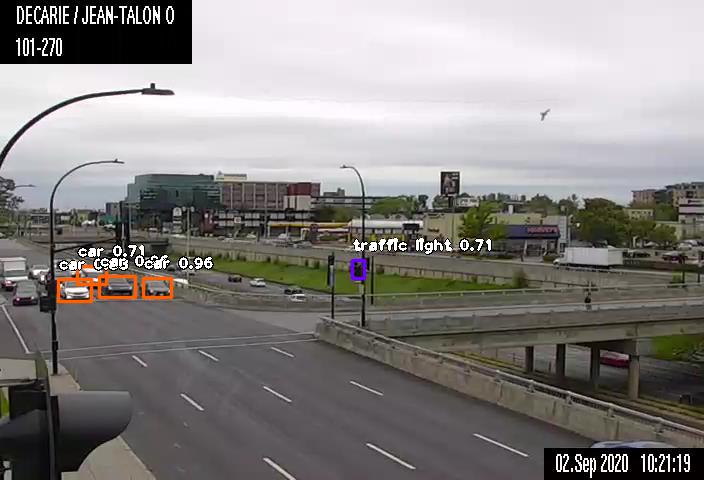 DECARIE / JEAN-TALON O
101-270
traffic light 0.71
car 0.71
car 0.96
02.Sep 2020 10:21:19